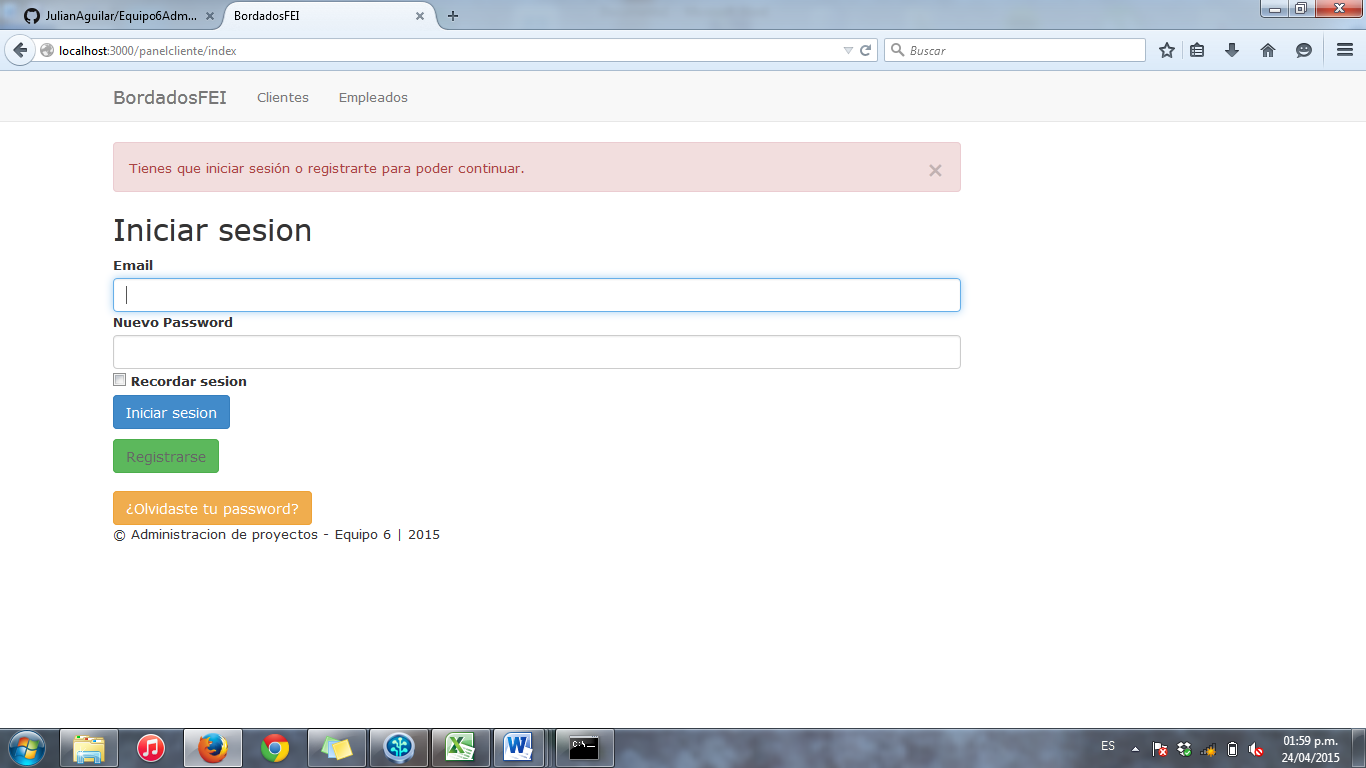 JulianAguilar/Equipo6Adm...
BordadosFEI
localhost:3000/panelcliente/index
Buscar
BordadosFEI Clientes Empleados
Tienes que iniciar sesión o registrarte para poder continuar.
Iniciar sesion
Email
Nuevo Password
Recordar sesion
Iniciar sesion
Registrarse
¿Olvidaste tu password?
© Administracion de proyectos - Equipo 6 | 2015
C:\
ES
01:59 p.m.
24/04/2015